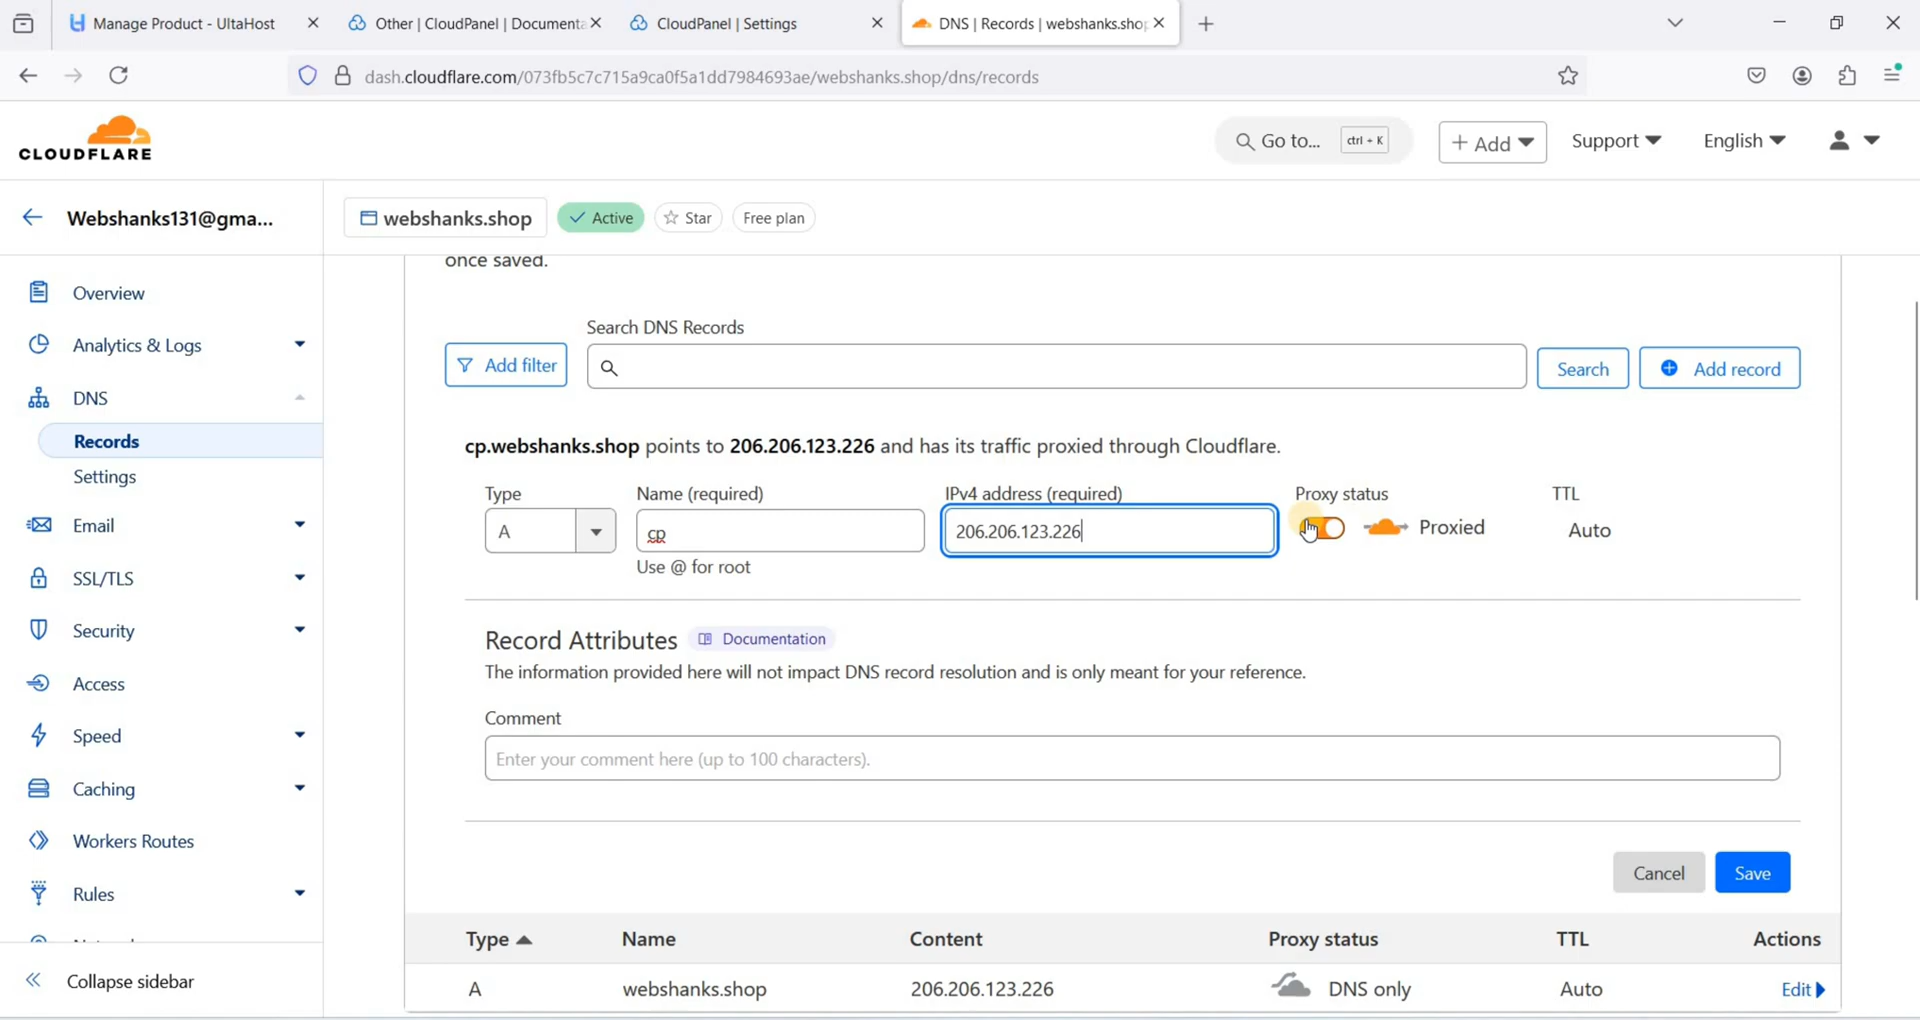 Manage Product - UltaHost
Other | CloudPanel | Documenta
CloudPanel | Settings
DNS | Records | webshanks.sho
dash.cloudflare.com/073fb5c7c715a9ca0f5a1dd7984693ae/webshanks.shop/dns/records
CLOUDFLARE
Go to... ctrl + K
+ Add
Support
English
Webshanks131@gma...
webshanks.shop
Active
Star
Free plan
once saved.
Overview
Analytics & Logs
DNS
Records
Settings
Email
SSL/TLS
Security
Access
Speed
Caching
Workers Routes
Rules
Collapse sidebar
Search DNS Records
Add filter
Search
Add record
cp.webshanks.shop points to 206.206.123.226 and has its traffic proxied through Cloudflare.
Type Name (required) IPv4 address (required) Proxy status TTL
A cp 206.206.123.226 Proxied Auto
Use @ for root
Record Attributes Documentation
The information provided here will not impact DNS record resolution and is only meant for your reference.
Comment
Enter your comment here (up to 100 characters).
Cancel Save
Type Name Content Proxy status TTL Actions
A webshanks.shop 206.206.123.226 DNS only Auto Edit